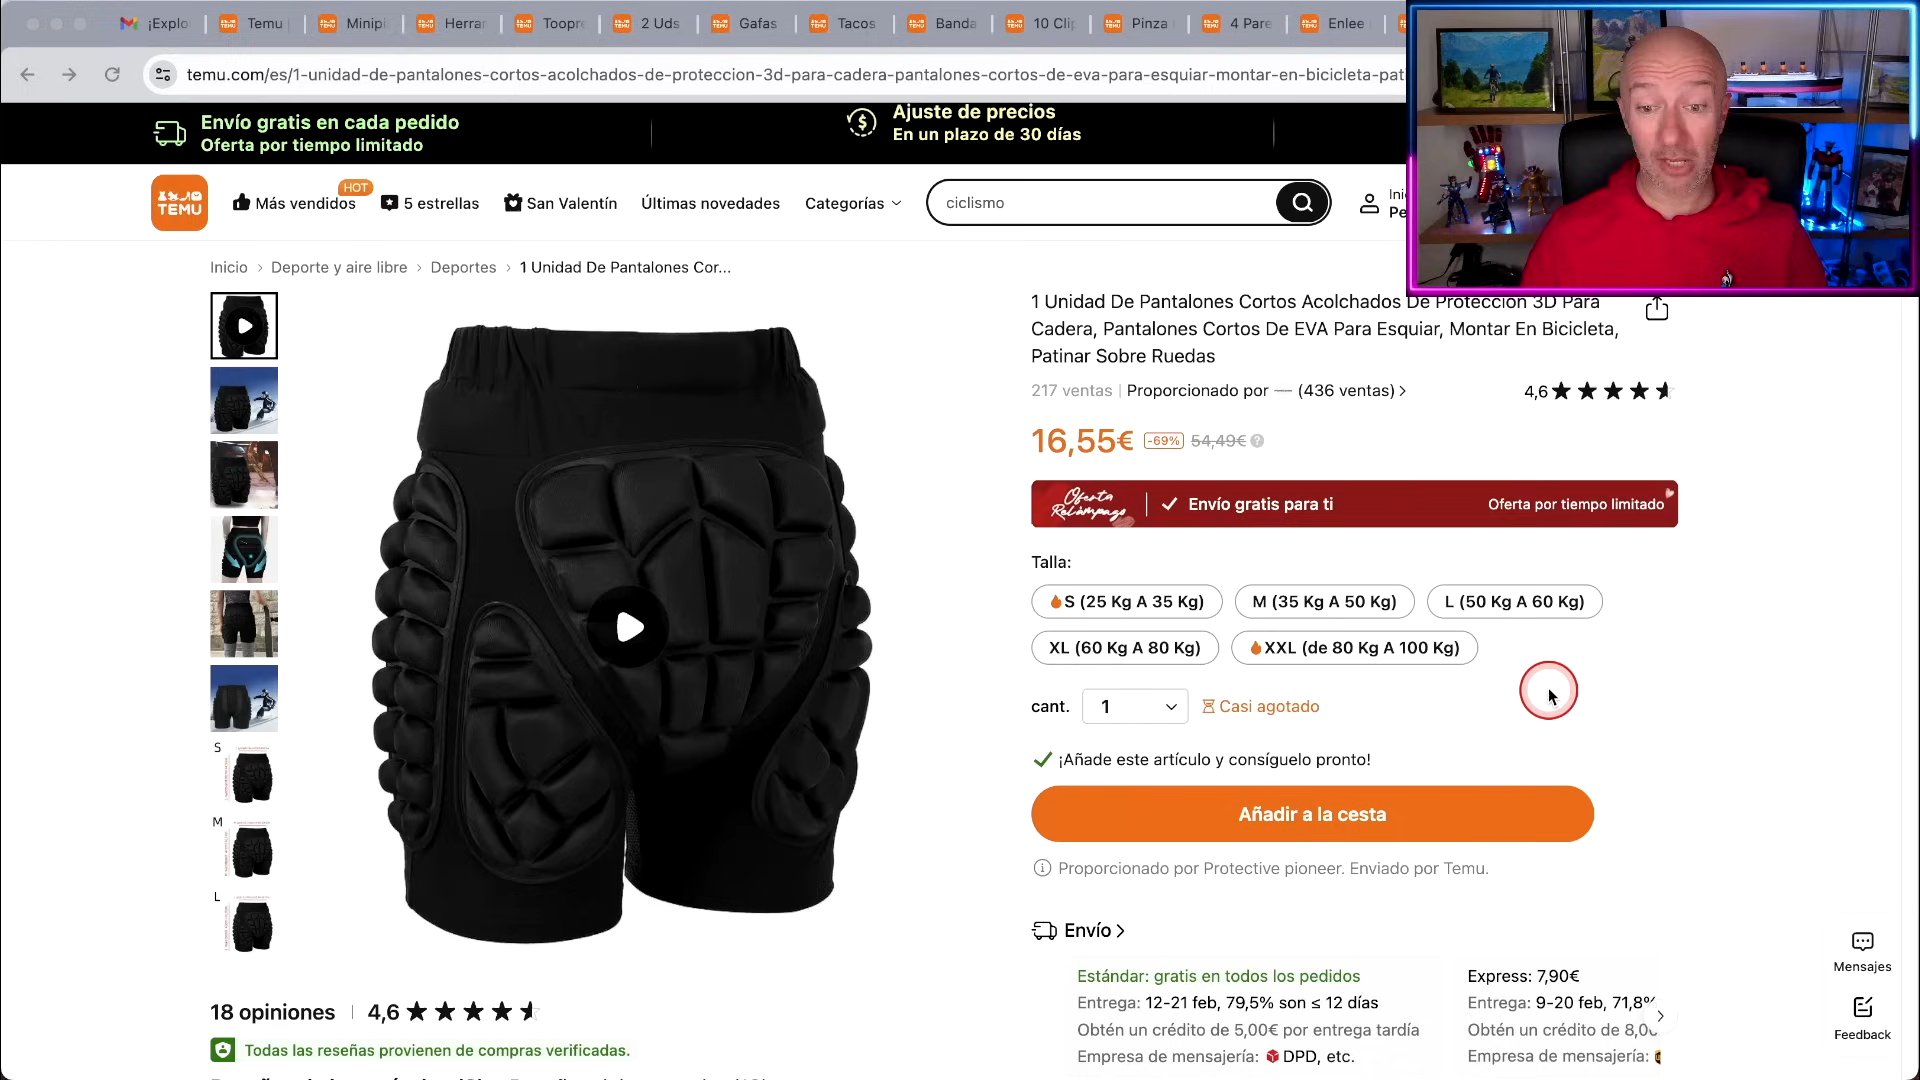 ¡Explo
Temu
Minipi
Herrar
Toopre
2 Uds
Gafas
Tacos
Banda
10 Clip
Pinza
4 Pare
Enlee
temu.com/es/1-unidad-de-pantalones-cortos-acolchados-de-proteccion-3d-para-cadera-pantalones-cortos-de-eva-para-esquiar-montar-en-bicicleta-pat
Envío gratis en cada pedido
Oferta por tiempo limitado
Ajuste de precios
En un plazo de 30 días
TEMU
Más vendidos
HOT
5 estrellas
San Valentín
Últimas novedades
Categorías
ciclismo
Ini
Pe
Inicio › Deporte y aire libre › Deportes › 1 Unidad De Pantalones Cor...
1 Unidad De Pantalones Cortos Acolchados De Protección 3D Para
Cadera, Pantalones Cortos De EVA Para Esquiar, Montar En Bicicleta,
Patinar Sobre Ruedas
217 ventas | Proporcionado por — (436 ventas) ›
4,6
16,55€ -69% 54,49€
Oferta
Relámpago
Envío gratis para ti
Oferta por tiempo limitado
Talla:
S (25 Kg A 35 Kg)
M (35 Kg A 50 Kg)
L (50 Kg A 60 Kg)
XL (60 Kg A 80 Kg)
XXL (de 80 Kg A 100 Kg)
cant. 1 Casi agotado
¡Añade este artículo y consíguelo pronto!
Añadir a la cesta
Proporcionado por Protective pioneer. Enviado por Temu.
Envío ›
Estándar: gratis en todos los pedidos
Entrega: 12-21 feb, 79,5% son ≤ 12 días
Obtén un crédito de 5,00€ por entrega tardía
Empresa de mensajería: DPD, etc.
Express: 7,90€
Entrega: 9-20 feb, 71,8%
Obtén un crédito de 8,0
Empresa de mensajería:
S
M
L
18 opiniones | 4,6
Todas las reseñas provienen de compras verificadas.
Mensajes
Feedback